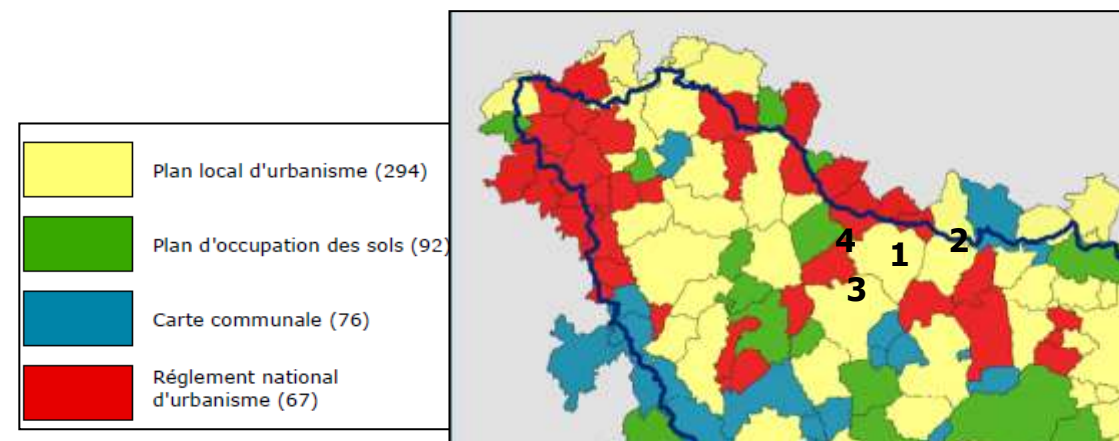 Plan local d'urbanisme (294)
Plan d'occupation des sols (92)
Carte communale (76)
Réglement national
d'urbanisme (67)
4
1
2
3